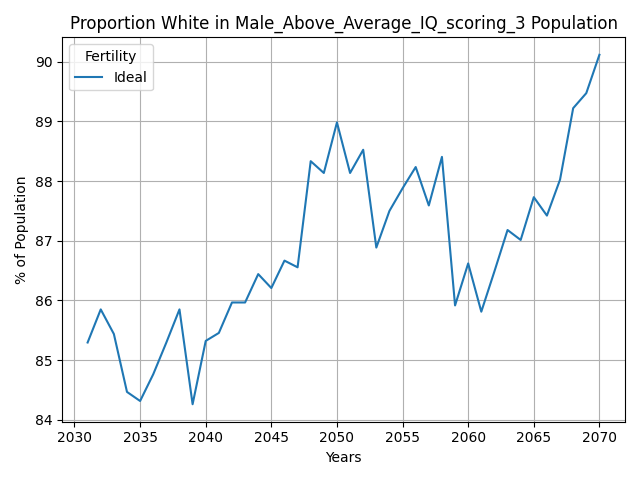 Proportion White in Male_Above_Average_IQ_scoring_3 Population
Fertility
Ideal
% of Population
90
89
88
87
86
85
84
2030 2035 2040 2045 2050 2055 2060 2065 2070
Years